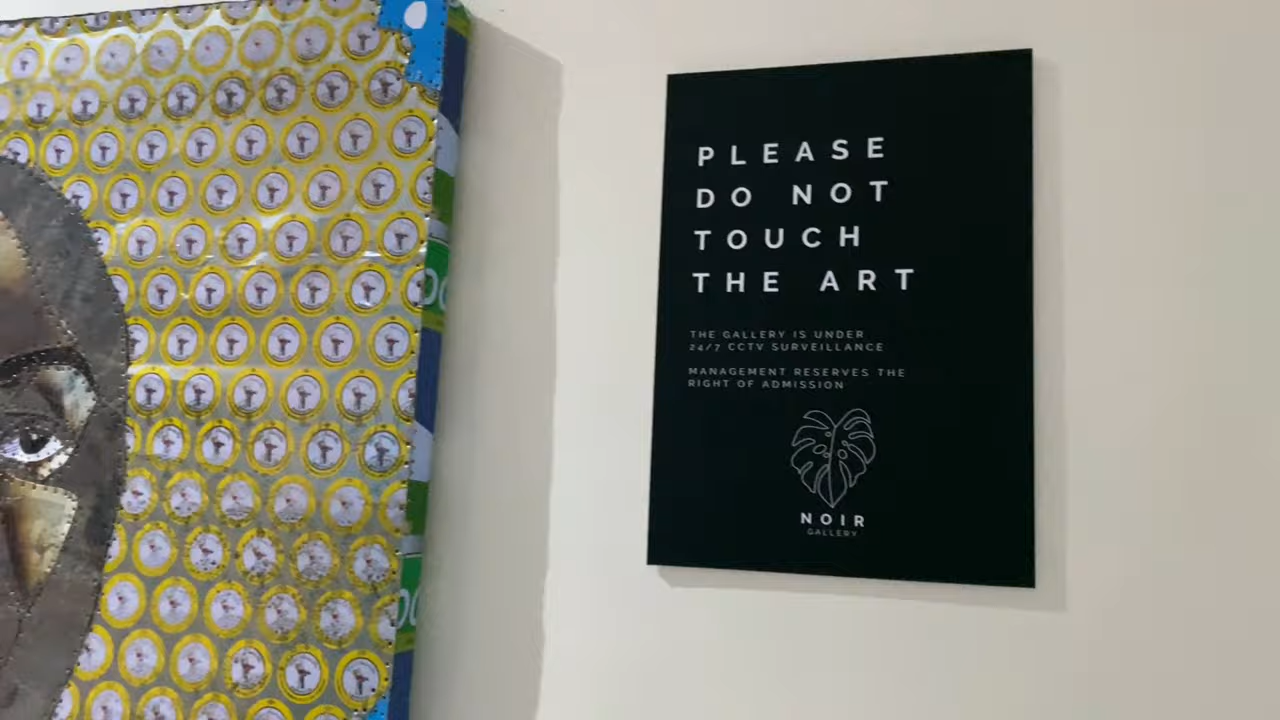 PLEASE
DO NOT
TOUCH
THE ART
THE GALLERY IS UNDER
24/7 CCTV SURVEILLANCE
MANAGEMENT RESERVES THE
RIGHT OF ADMISSION
NOIR
GALLERY